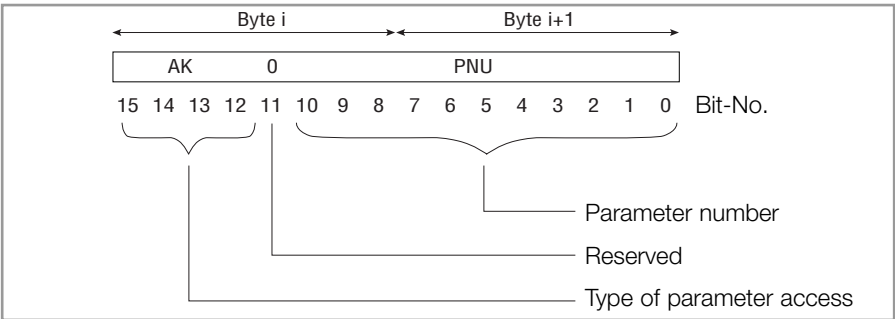 Byte i Byte i+1
AK 0 PNU
15 14 13 12 11 10 9 8 7 6 5 4 3 2 1 0 Bit-No.
Parameter number
Reserved
Type of parameter access